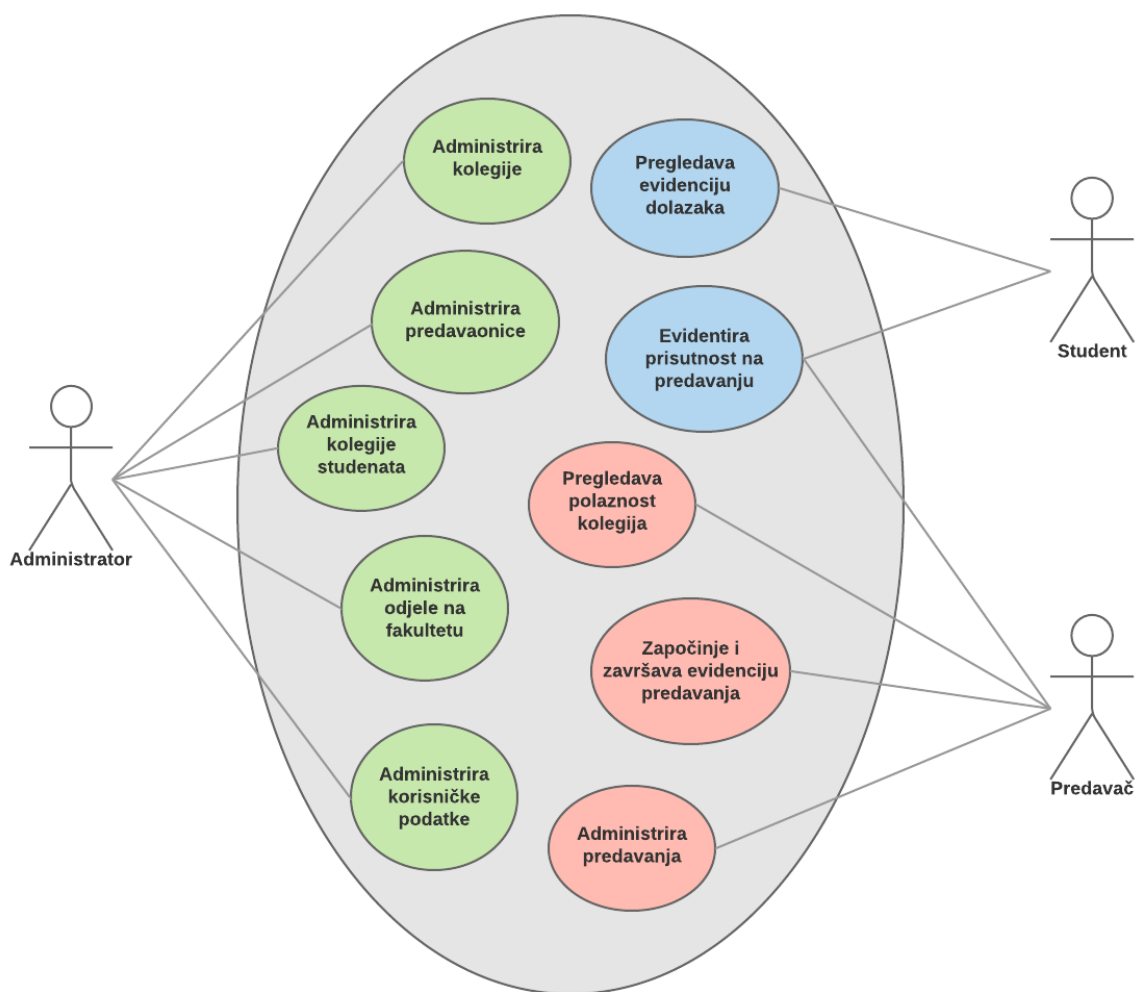 Administrira
kolegije
Pregledava
evidenciju
dolazaka
Administrira
predavaonice
Evidentira
prisutnost na
predavanju
Student
Administrira
kolegije
studenata
Administrator
Pregledava
polaznost
kolegija
Administrira
odjele na
fakultetu
Započinje i
završava evidenciju
predavanja
Administrira
korisničke
podatke
Administrira
predavanja
Predavač